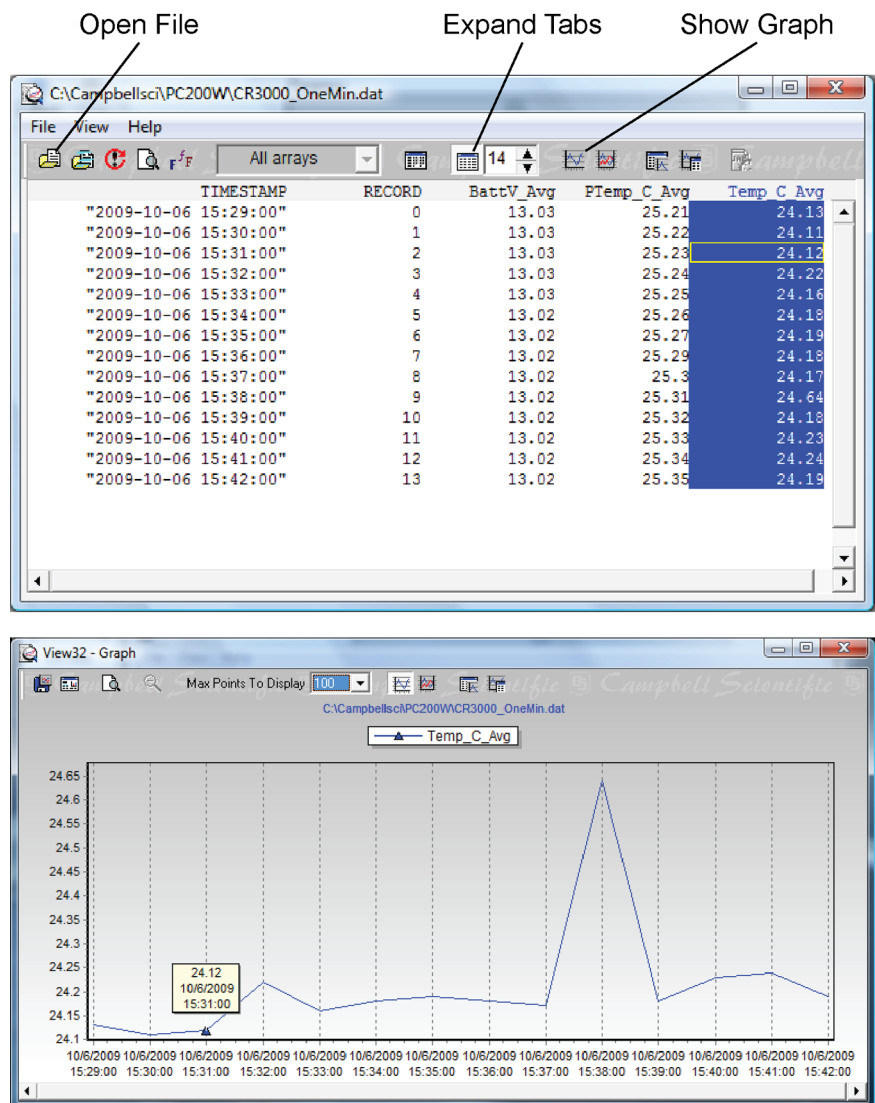 Open File Expand Tabs Show Graph
C:\Campbellsci\PC200W\CR3000_OneMin.dat
File View Help
All arrays 14
TIMESTAMP RECORD BattV_Avg PTemp_C_Avg Temp_C_Avg
"2009-10-06 15:29:00" 0 13.03 25.21 24.13
"2009-10-06 15:30:00" 1 13.03 25.22 24.11
"2009-10-06 15:31:00" 2 13.03 25.23 24.12
"2009-10-06 15:32:00" 3 13.03 25.24 24.22
"2009-10-06 15:33:00" 4 13.03 25.25 24.16
"2009-10-06 15:34:00" 5 13.02 25.26 24.18
"2009-10-06 15:35:00" 6 13.02 25.27 24.19
"2009-10-06 15:36:00" 7 13.02 25.29 24.18
"2009-10-06 15:37:00" 8 13.02 25.3 24.17
"2009-10-06 15:38:00" 9 13.02 25.31 24.64
"2009-10-06 15:39:00" 10 13.02 25.32 24.18
"2009-10-06 15:40:00" 11 13.02 25.33 24.23
"2009-10-06 15:41:00" 12 13.02 25.34 24.24
"2009-10-06 15:42:00" 13 13.02 25.35 24.19
View32 - Graph
Max Points To Display 100 Campbell Scientific
C:\Campbellsci\PC200W\CR3000_OneMin.dat
Temp_C_Avg
24.65
24.6
24.55
24.5
24.45
24.4
24.35
24.3
24.25
24.2
24.15
24.1
24.12
10/6/2009
15:31:00
10/6/2009 10/6/2009 10/6/2009 10/6/2009 10/6/2009 10/6/2009 10/6/2009 10/6/2009 10/6/2009 10/6/2009 10/6/2009 10/6/2009 10/6/2009 10/6/2009
15:29:00 15:30:00 15:31:00 15:32:00 15:33:00 15:34:00 15:35:00 15:36:00 15:37:00 15:38:00 15:39:00 15:40:00 15:41:00 15:42:00